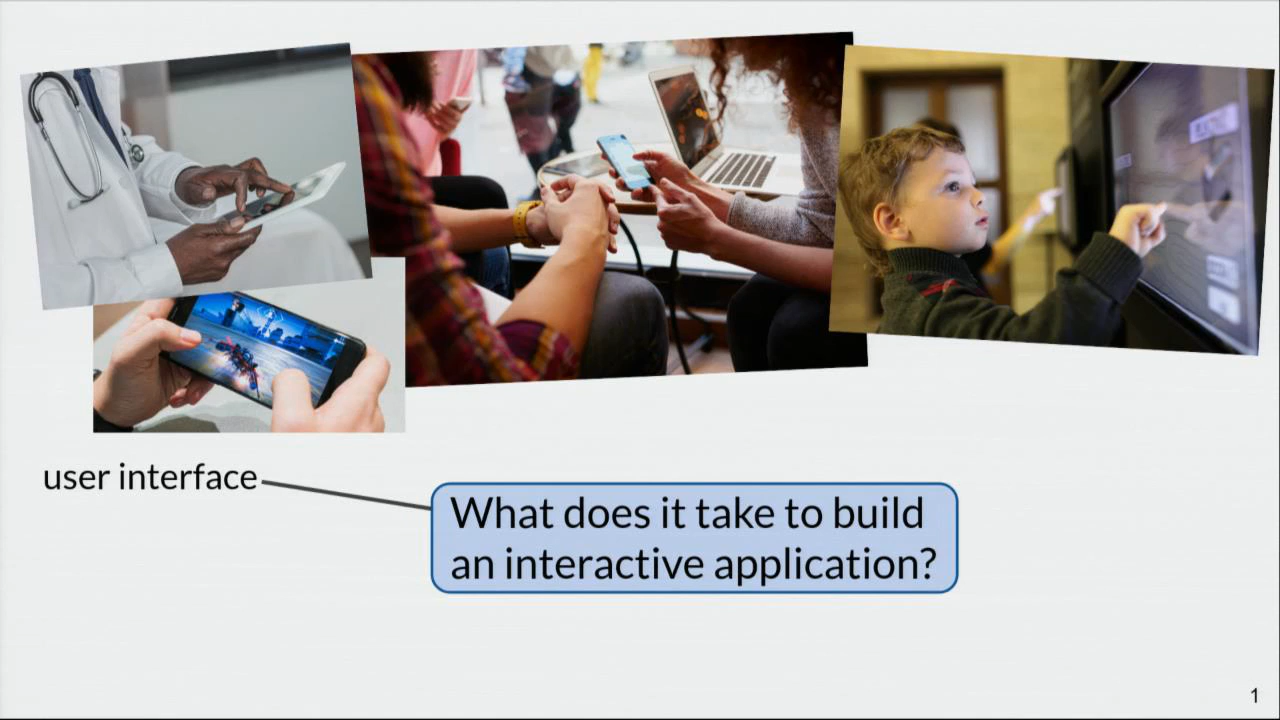 user interface
What does it take to build
an interactive application?
1